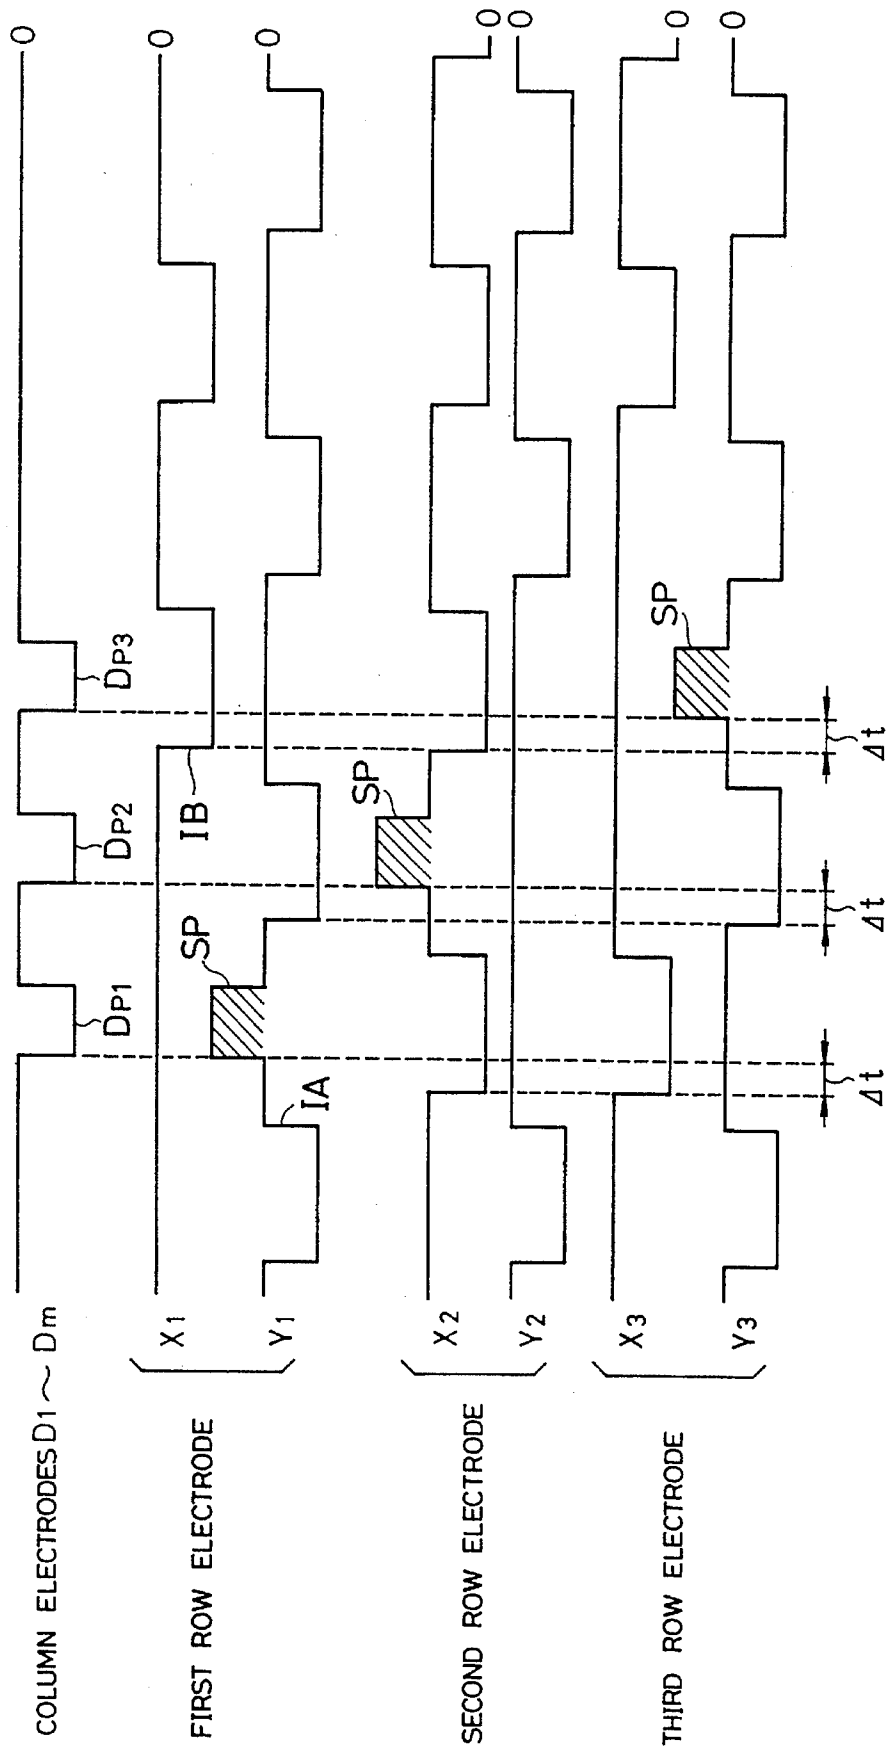 COLUMN ELECTRODES D1 ~ Dm
0
DP1
DP2
DP3
FIRST ROW ELECTRODE
X1
0
IB
Y1
0
IA
SP
SECOND ROW ELECTRODE
X2
0
SP
Y2
0
THIRD ROW ELECTRODE
X3
0
Y3
0
SP
Δt
Δt
Δt